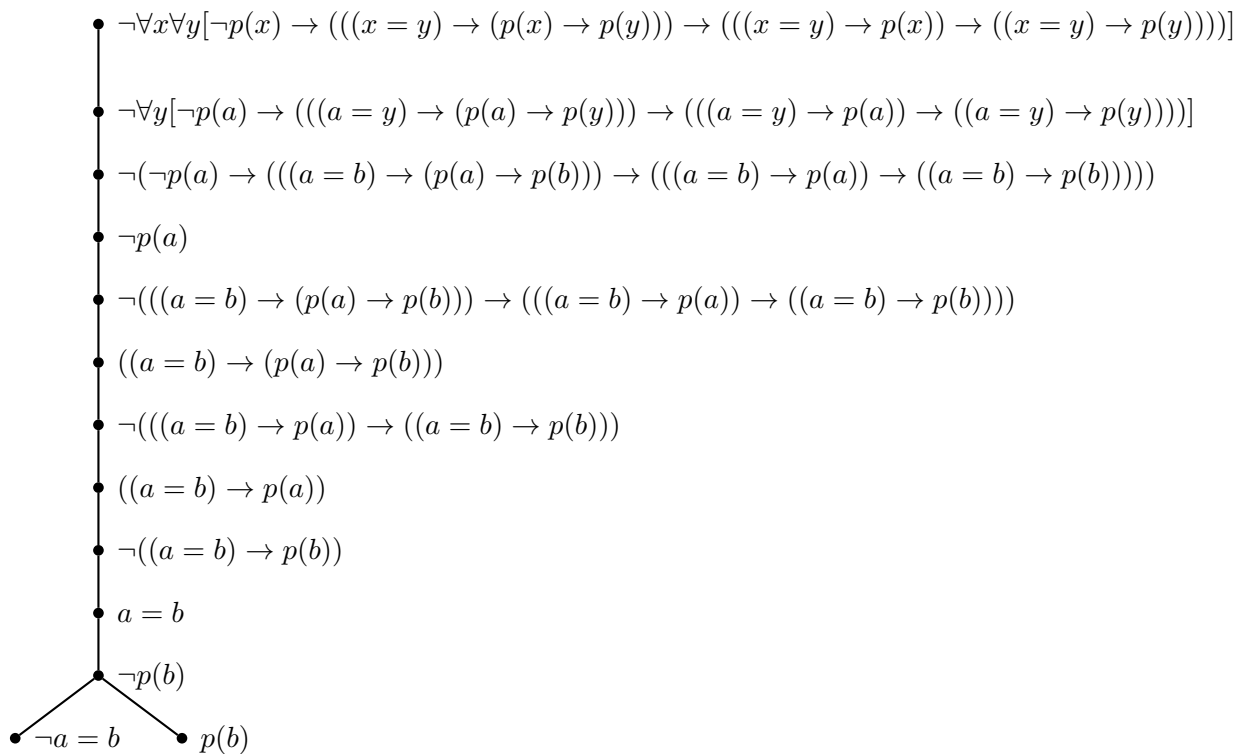 ¬∀x∀y[¬p(x) → (((x = y) → (p(x) → p(y))) → (((x = y) → p(x)) → ((x = y) → p(y))))]
¬∀y[¬p(a) → (((a = y) → (p(a) → p(y))) → (((a = y) → p(a)) → ((a = y) → p(y))))]
¬(¬p(a) → (((a = b) → (p(a) → p(b))) → (((a = b) → p(a)) → ((a = b) → p(b)))))
¬p(a)
¬(((a = b) → (p(a) → p(b))) → (((a = b) → p(a)) → ((a = b) → p(b))))
((a = b) → (p(a) → p(b)))
¬(((a = b) → p(a)) → ((a = b) → p(b)))
((a = b) → p(a))
¬((a = b) → p(b))
a = b
¬p(b)
¬a = b p(b)